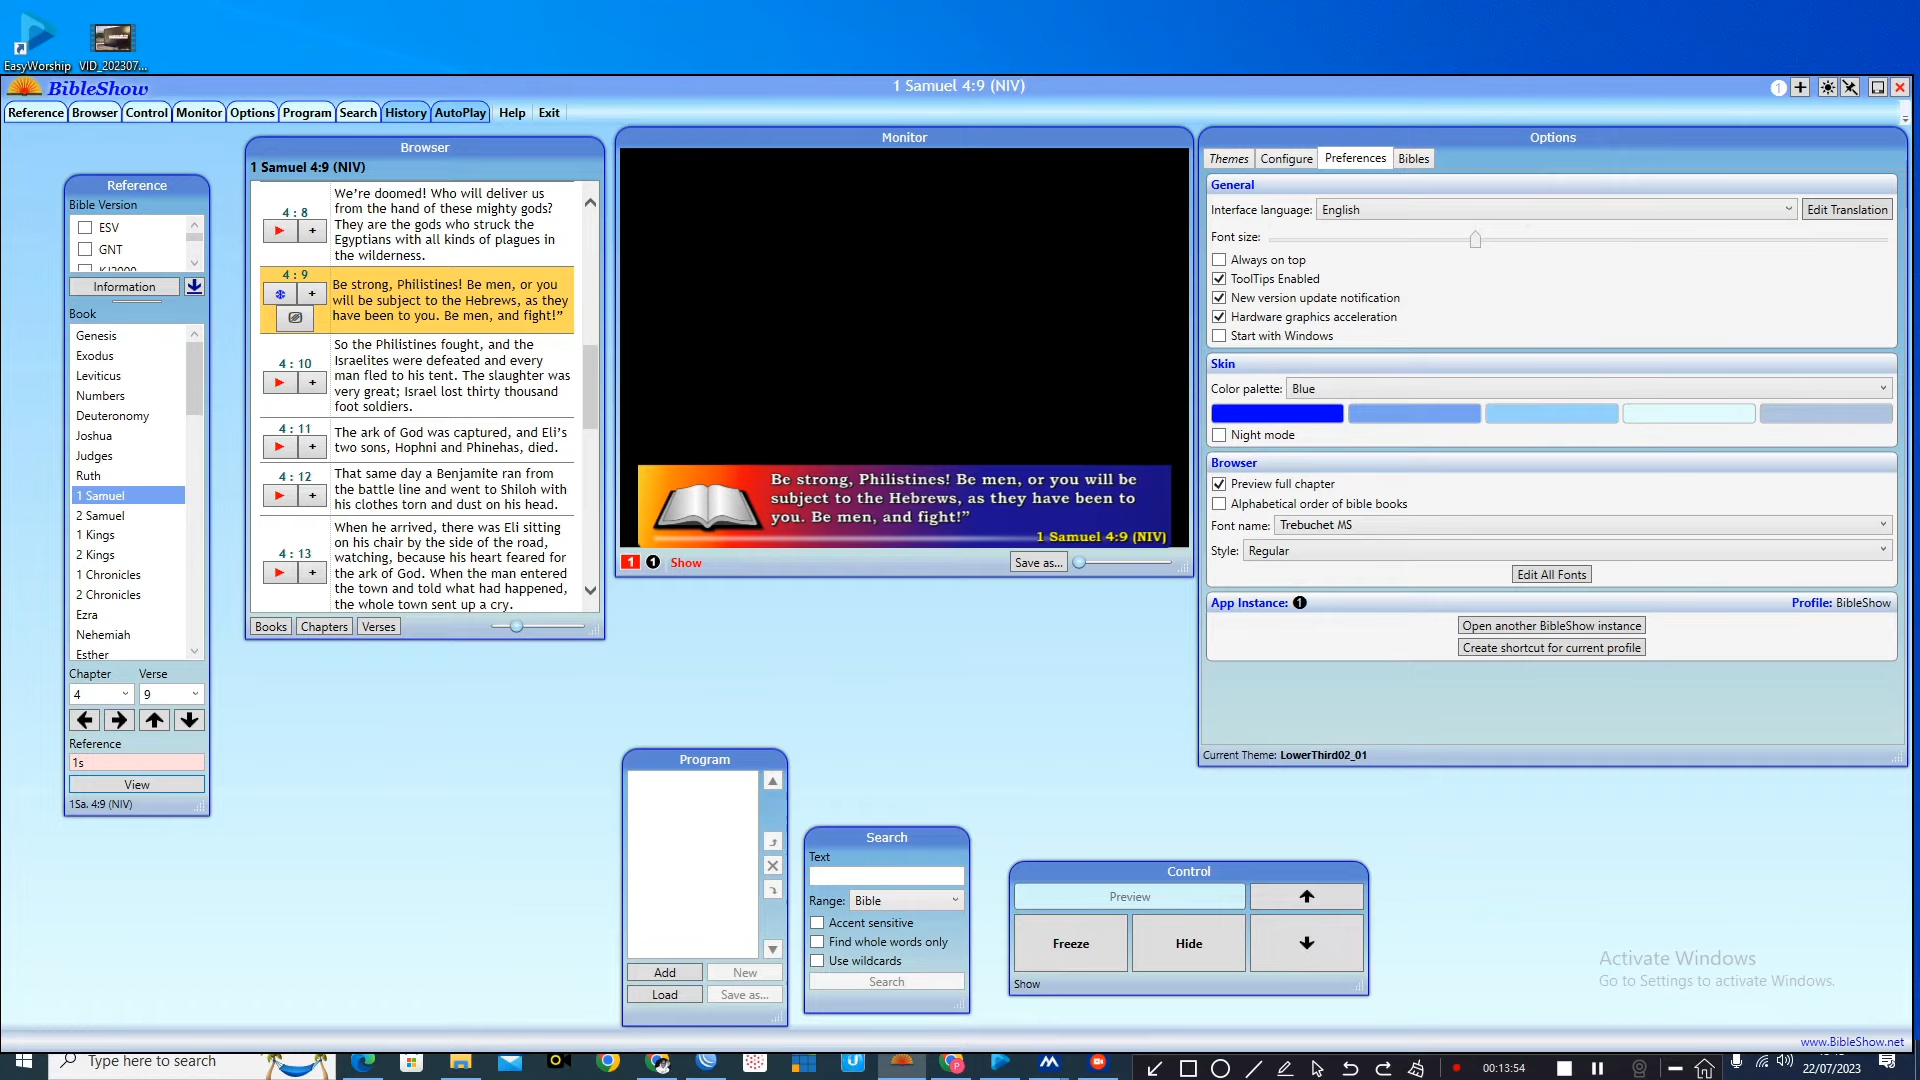 EasyWorship
VID_202307...
BibleShow
1 Samuel 4:9 (NIV)
1
Reference
Browser
Control
Monitor
Options
Program
Search
History
AutoPlay
Help
Exit
Reference
Bible Version
ESV
GNT
KJ2000
Information
Book
Genesis
Exodus
Leviticus
Numbers
Deuteronomy
Joshua
Judges
Ruth
1 Samuel
2 Samuel
1 Kings
2 Kings
1 Chronicles
2 Chronicles
Ezra
Nehemiah
Esther
Chapter
Verse
4
9
Reference
1s
View
1Sa. 4:9 (NIV)
Browser
1 Samuel 4:9 (NIV)
4 : 8
+
We're doomed! Who will deliver us
from the hand of these mighty gods?
They are the gods who struck the
Egyptians with all kinds of plagues in
the wilderness.
4 : 9
+
Be strong, Philistines! Be men, or you
will be subject to the Hebrews, as they
have been to you. Be men, and fight!”
4 : 10
+
So the Philistines fought, and the
Israelites were defeated and every
man fled to his tent. The slaughter was
very great; Israel lost thirty thousand
foot soldiers.
4 : 11
+
The ark of God was captured, and Eli’s
two sons, Hophni and Phinehas, died.
4 : 12
+
That same day a Benjamite ran from
the battle line and went to Shiloh with
his clothes torn and dust on his head.
4 : 13
+
When he arrived, there was Eli sitting
on his chair by the side of the road,
watching, because his heart feared for
the ark of God. When the man entered
the town and told what had happened,
the whole town sent up a cry.
Books
Chapters
Verses
Monitor
Be strong, Philistines! Be men, or you will be
subject to the Hebrews, as they have been to
you. Be men, and fight!”
1 Samuel 4:9 (NIV)
1
1
Show
Save as...
Options
Themes
Configure
Preferences
Bibles
General
Interface language:
English
Edit Translation
Font size:
Always on top
ToolTips Enabled
New version update notification
Hardware graphics acceleration
Start with Windows
Skin
Color palette:
Blue
Night mode
Browser
Preview full chapter
Alphabetical order of bible books
Font name:
Trebuchet MS
Style:
Regular
Edit All Fonts
App Instance: 1
Profile: BibleShow
Open another BibleShow instance
Create shortcut for current profile
Current Theme: LowerThird02_01
Program
Add
New
Load
Save as...
Search
Text
Range:
Bible
Accent sensitive
Find whole words only
Use wildcards
Search
Control
Preview
Freeze
Hide
Show
Activate Windows
Go to Settings to activate Windows.
www.BibleShow.net
Type here to search
00:13:54
22/07/2023